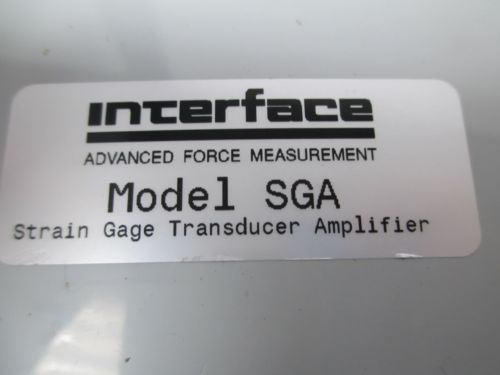 interface
ADVANCED FORCE MEASUREMENT
Model SGA
Strain Gage Transducer Amplifier